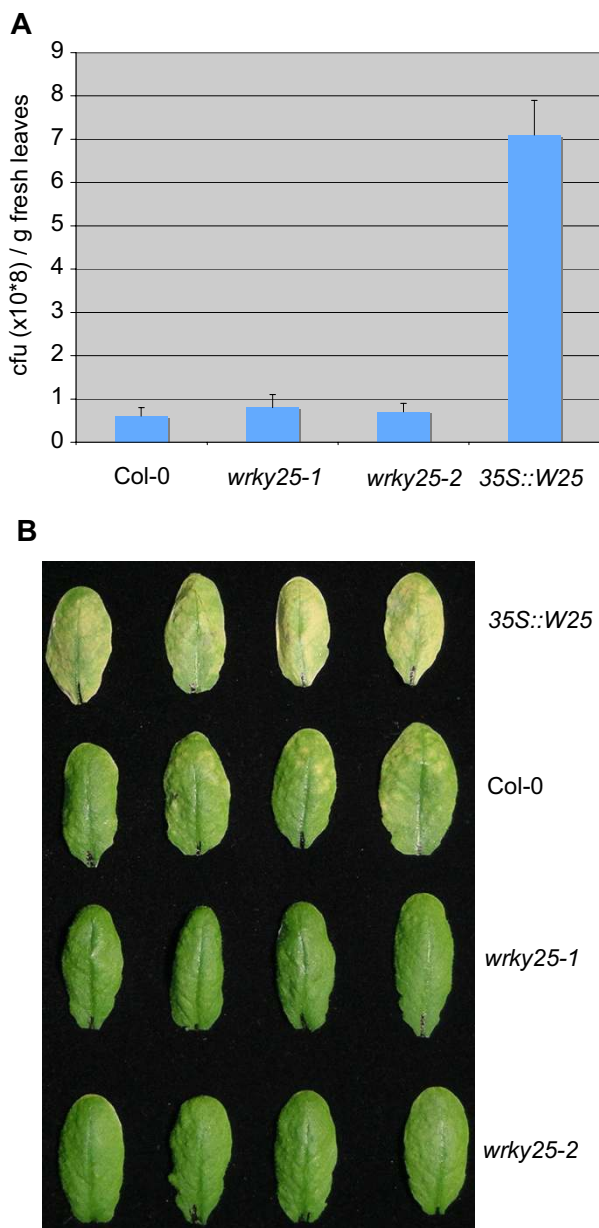 A
cfu (x10*8) / g fresh leaves
9
8
7
6
5
4
3
2
1
0
Col-0 wrky25-1 wrky25-2 35S::W25
B
35S::W25
Col-0
wrky25-1
wrky25-2